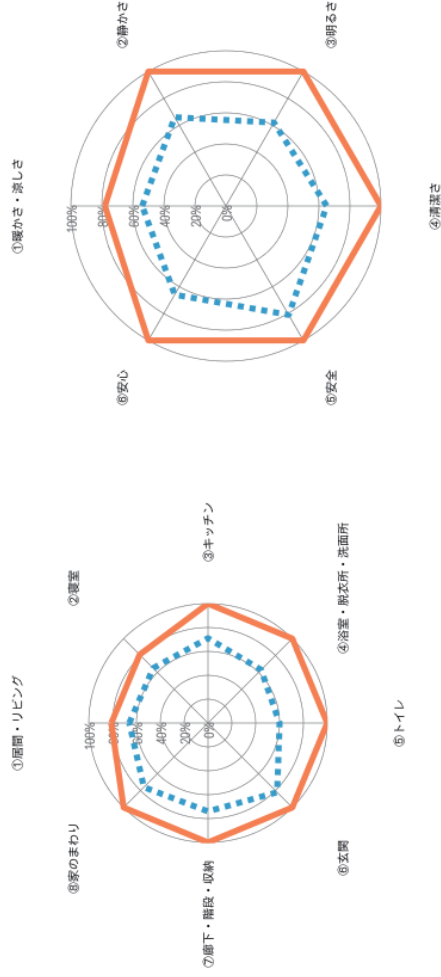 ①居間・リビング
②寝室
③キッチン
④浴室・脱衣所・洗面所
⑤トイレ
⑥玄関
⑦廊下・階段・収納
⑧家のまわり
100%
80%
60%
40%
20%
0%
①暖かさ・涼しさ
②静かさ
③明るさ
④清潔さ
⑤安全
⑥安心
100%
80%
60%
40%
20%
0%